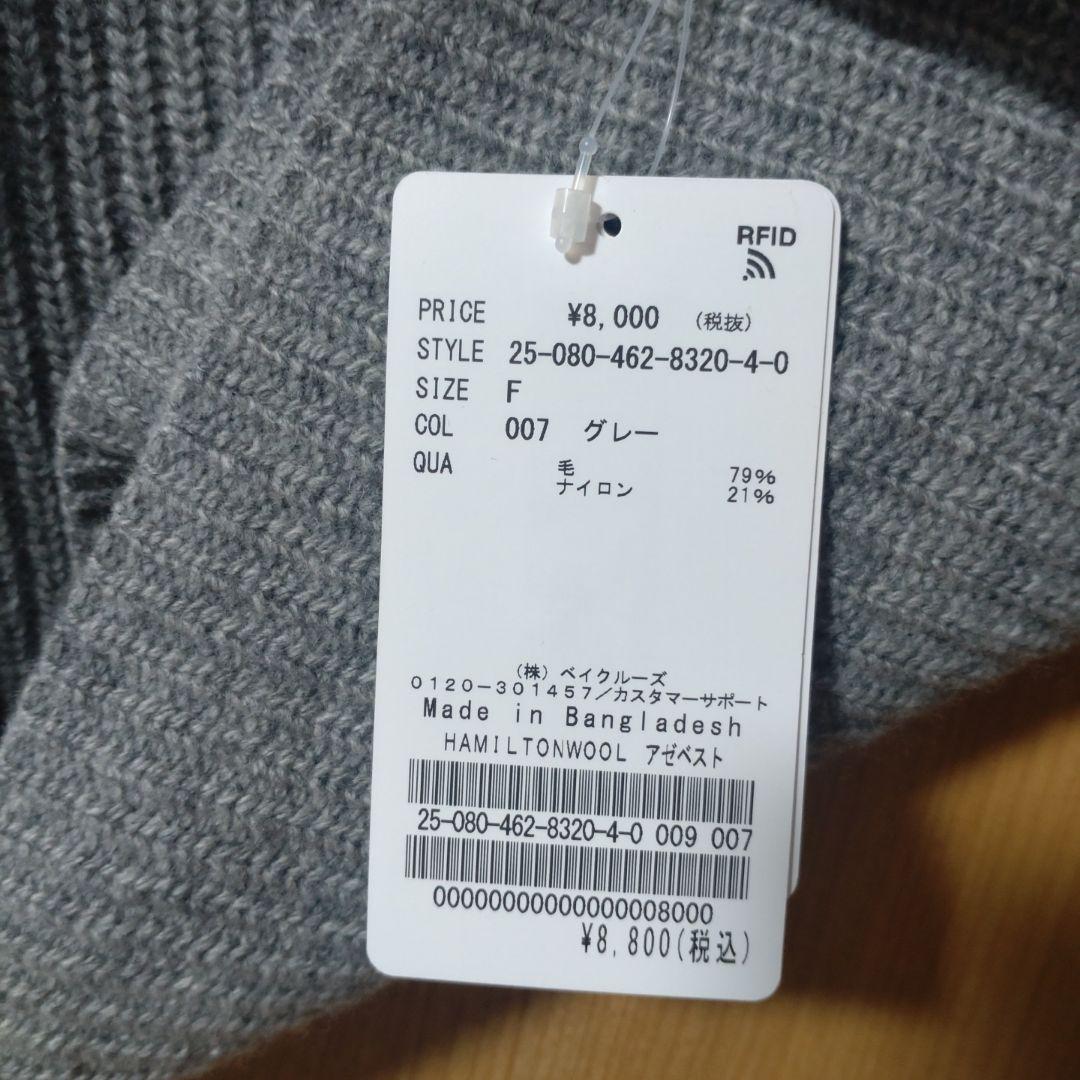 RFID
PRICE ¥8,000 (税抜)
STYLE 25-080-462-8320-4-0
SIZE F
COL 007 グレー
QUA 毛 79%
ナイロン 21%
(株) ベイクルーズ
0120-301457/カスタマーサポート
Made in Bangladesh
HAMILTONWOOL アゼベスト
25-080-462-8320-4-0 009 007
00000000000000008000
¥8,800(税込)